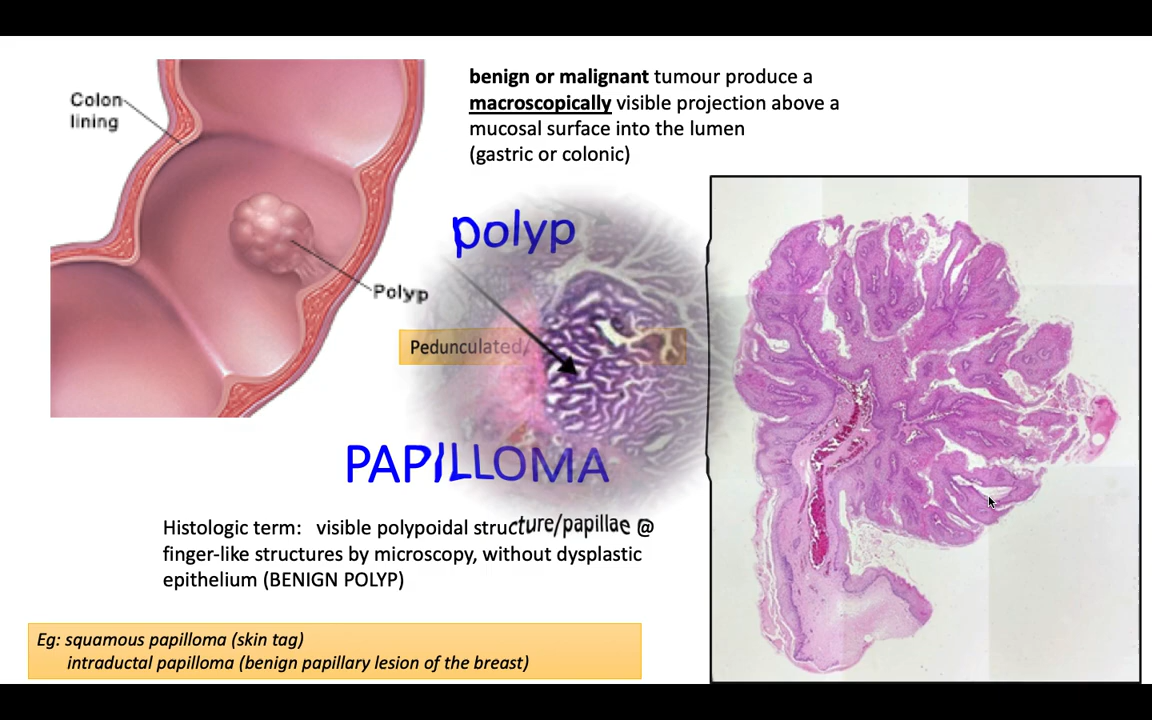 Colon
lining
benign or malignant tumour produce a
macroscopically visible projection above a
mucosal surface into the lumen
(gastric or colonic)
polyp
Polyp
Pedunculated
PAPILLOMA
Histologic term: visible polypoidal structure/papillae @
finger-like structures by microscopy, without dysplastic
epithelium (BENIGN POLYP)
Eg: squamous papilloma (skin tag)
intraductal papilloma (benign papillary lesion of the breast)